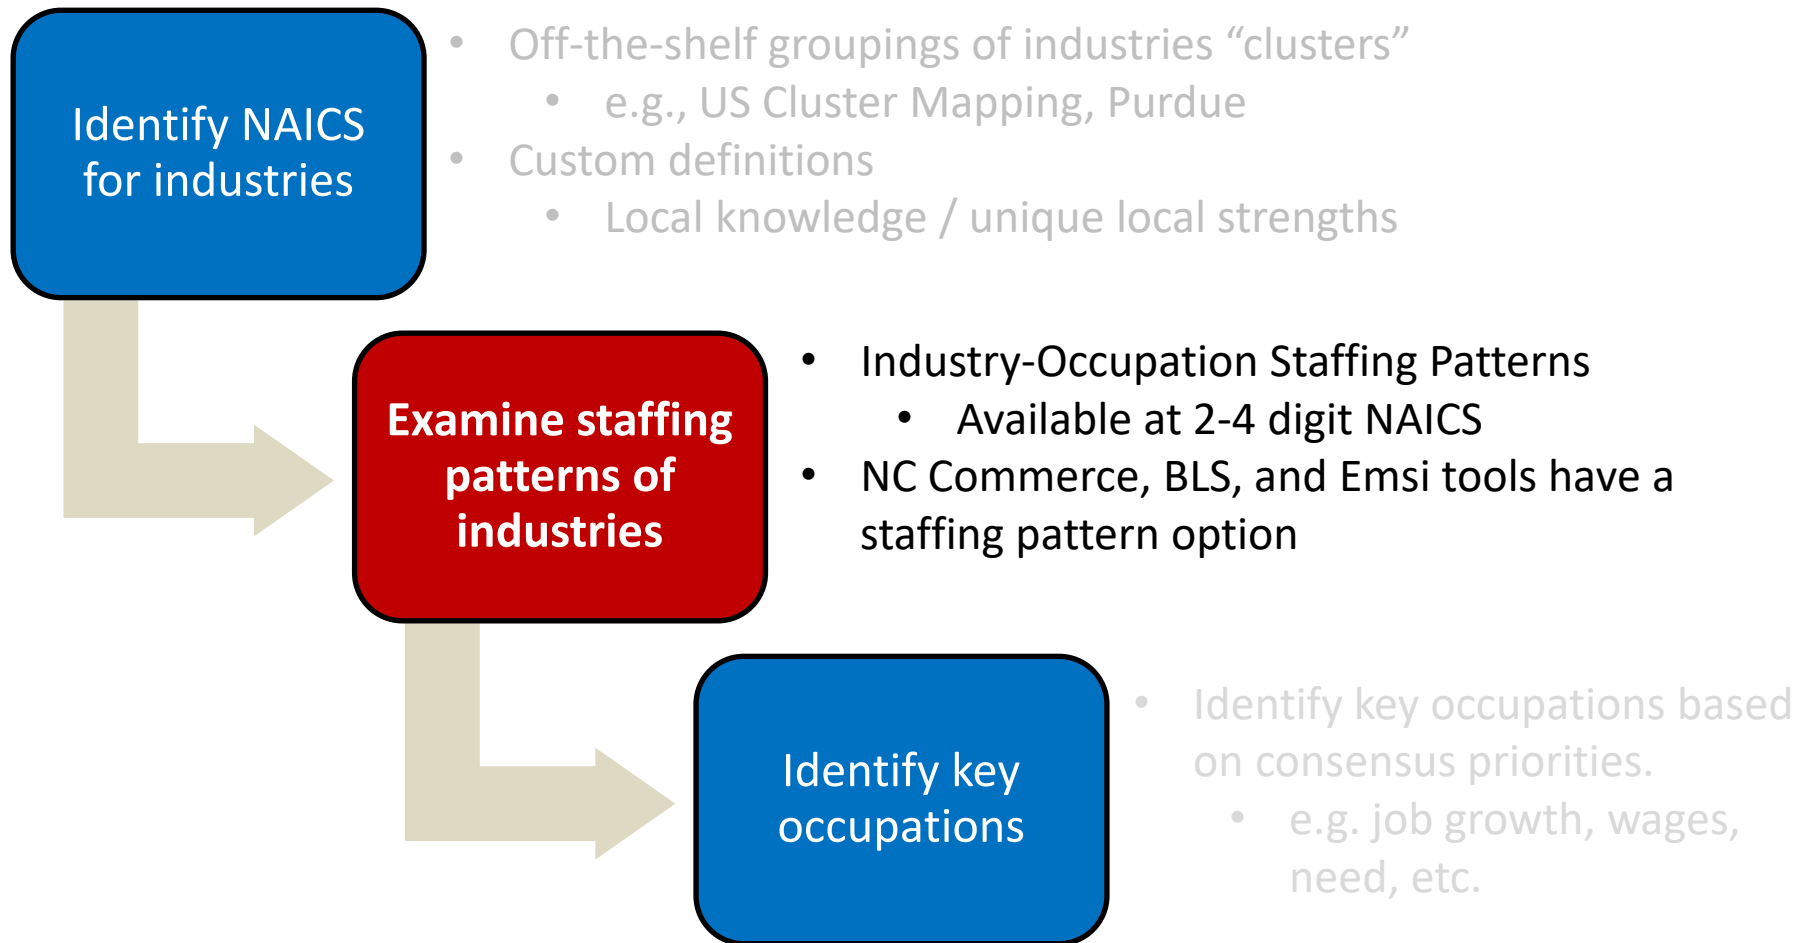 Identify NAICS
for industries
• Off-the-shelf groupings of industries “clusters”
• e.g., US Cluster Mapping, Purdue
• Custom definitions
• Local knowledge / unique local strengths
Examine staffing
patterns of
industries
• Industry-Occupation Staffing Patterns
• Available at 2-4 digit NAICS
• NC Commerce, BLS, and Emsi tools have a
staffing pattern option
Identify key
occupations
• Identify key occupations based
on consensus priorities.
• e.g. job growth, wages,
need, etc.